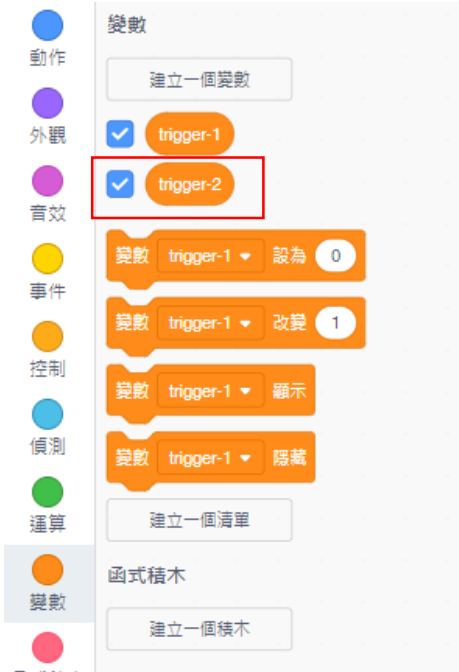 動作
外觀
音效
事件
控制
偵測
運算
變數
變數
建立一個變數
trigger-1
trigger-2
變數 trigger-1 設為 0
變數 trigger-1 改變 1
變數 trigger-1 顯示
變數 trigger-1 隱藏
建立一個清單
函式積木
建立一個積木